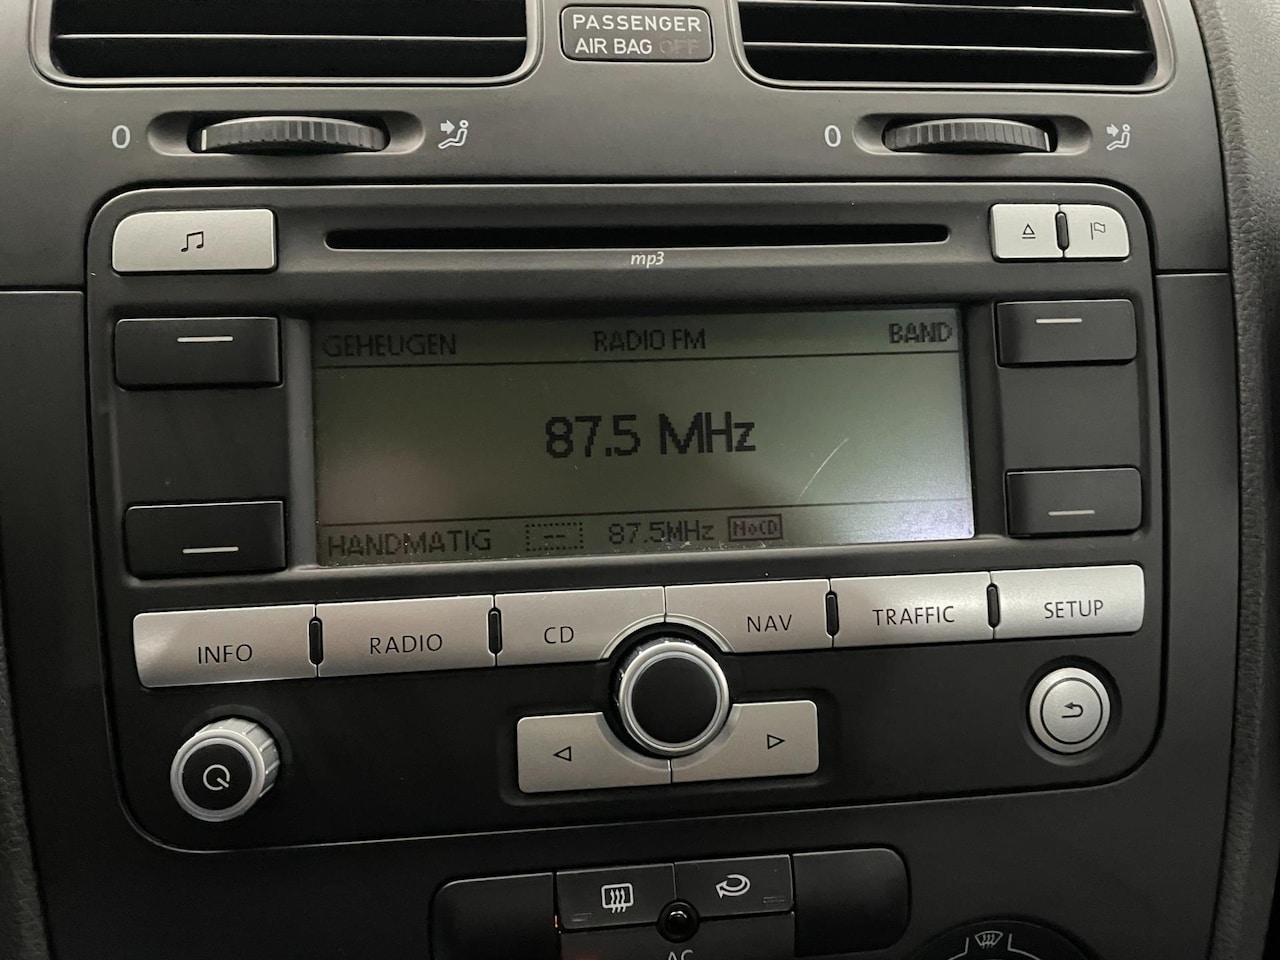 PASSENGER
AIR BAG OFF
0
0
mp3
GEHEUGEN RADIO FM BAND
87.5 MHz
HANDMATIG -- 87.5MHz NoCD
INFO RADIO CD NAV TRAFFIC SETUP
AC